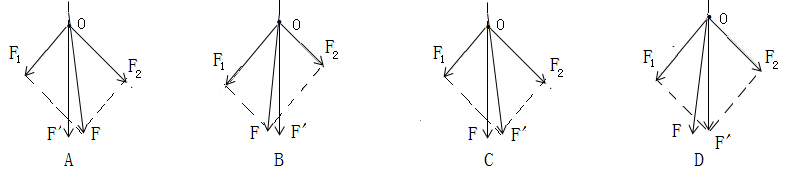 O O O O
F₁ F₂ F₁ F₂ F₁ F₂ F₁ F₂
F′ F F F′ F F′ F F′
A B C D